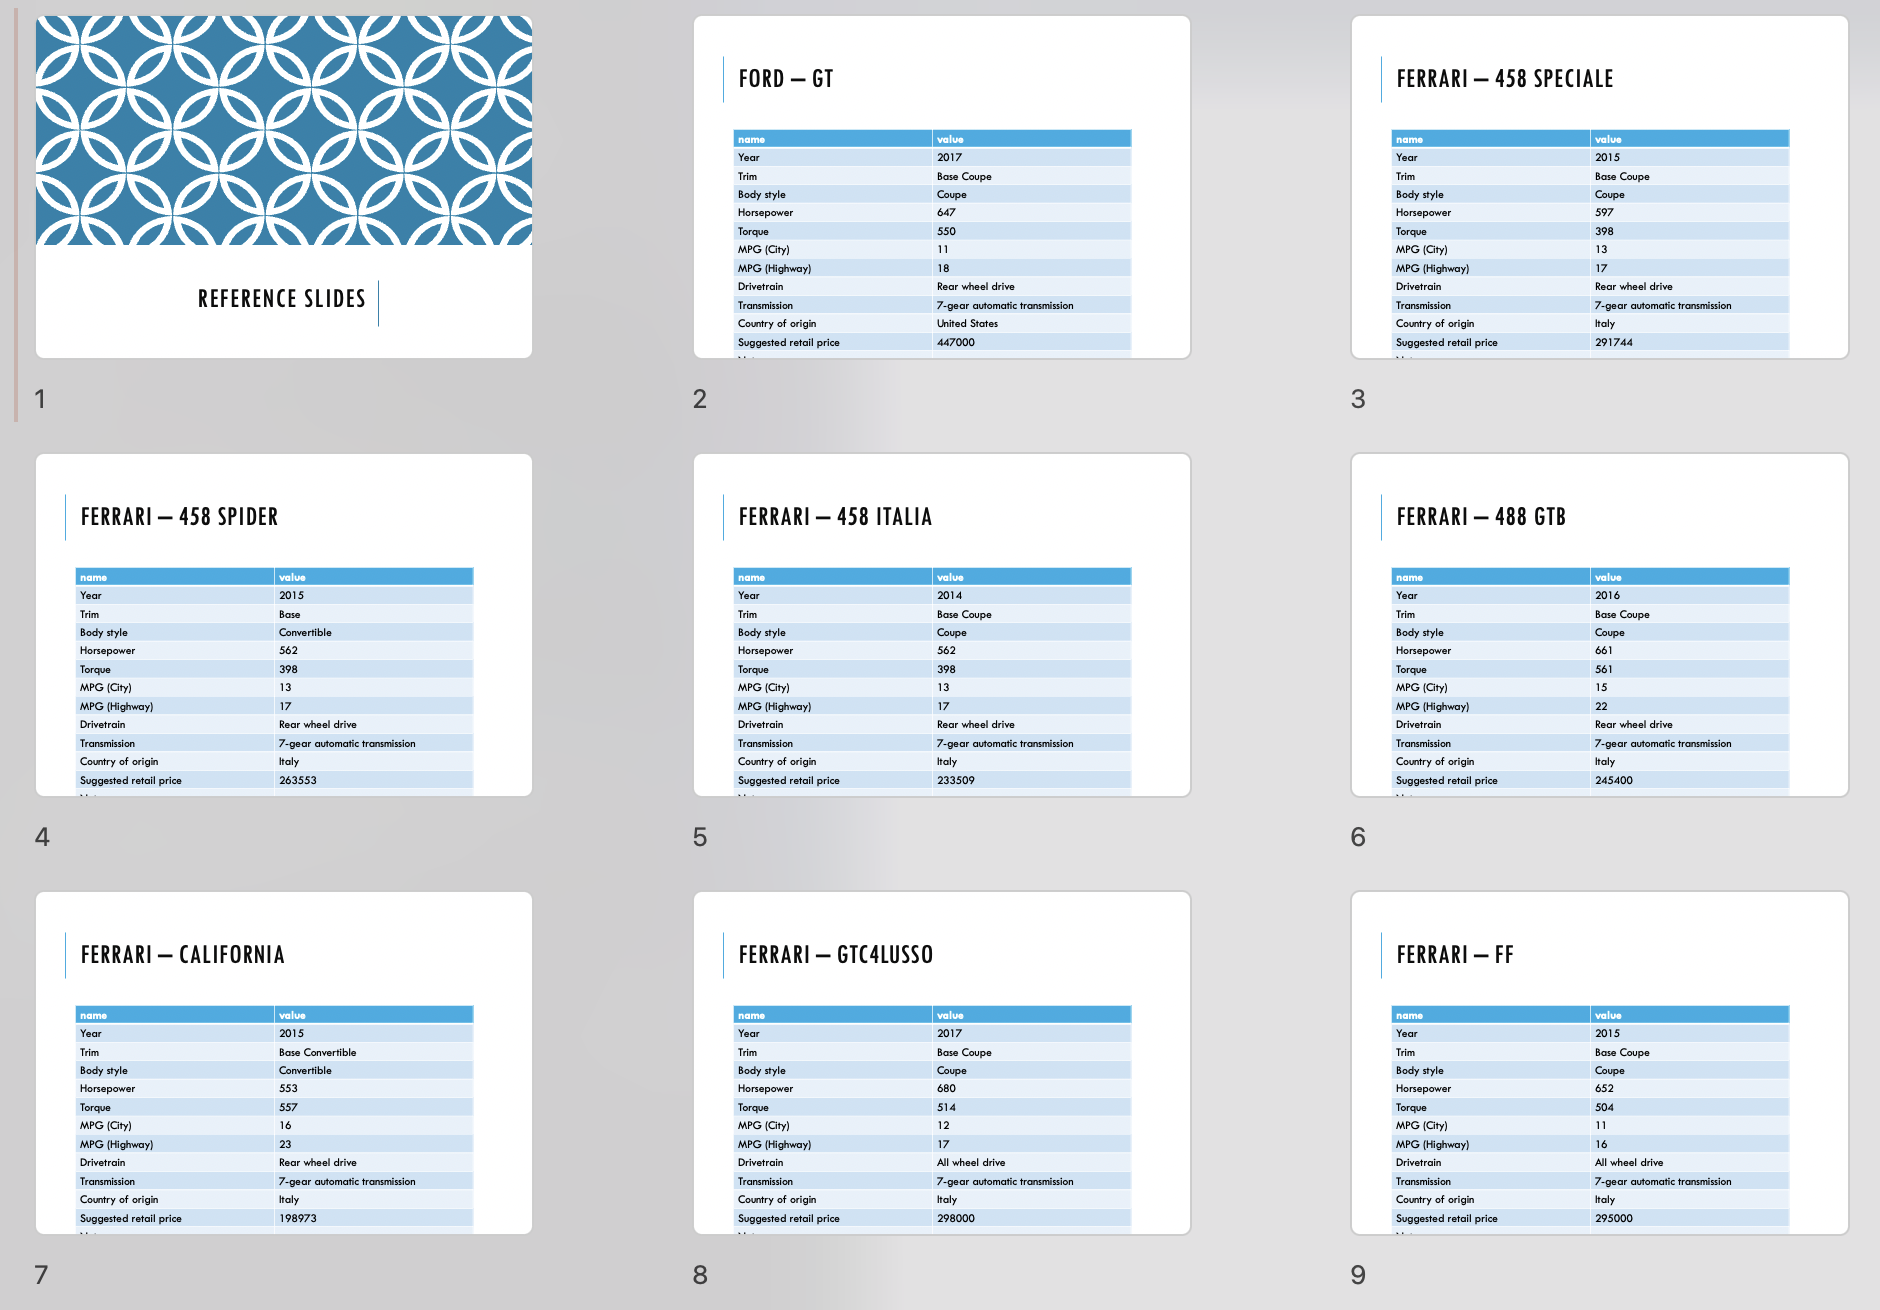 REFERENCE SLIDES
1
FORD – GT
name value
Year 2017
Trim Base Coupe
Body style Coupe
Horsepower 647
Torque 550
MPG (City) 11
MPG (Highway) 18
Drivetrain Rear wheel drive
Transmission 7-gear automatic transmission
Country of origin United States
Suggested retail price 447000
2
FERRARI – 458 SPECIALE
name value
Year 2015
Trim Base Coupe
Body style Coupe
Horsepower 597
Torque 398
MPG (City) 13
MPG (Highway) 17
Drivetrain Rear wheel drive
Transmission 7-gear automatic transmission
Country of origin Italy
Suggested retail price 291744
3
FERRARI – 458 SPIDER
name value
Year 2015
Trim Base
Body style Convertible
Horsepower 562
Torque 398
MPG (City) 13
MPG (Highway) 17
Drivetrain Rear wheel drive
Transmission 7-gear automatic transmission
Country of origin Italy
Suggested retail price 263553
4
FERRARI – 458 ITALIA
name value
Year 2014
Trim Base Coupe
Body style Coupe
Horsepower 562
Torque 398
MPG (City) 13
MPG (Highway) 17
Drivetrain Rear wheel drive
Transmission 7-gear automatic transmission
Country of origin Italy
Suggested retail price 233509
5
FERRARI – 488 GTB
name value
Year 2016
Trim Base Coupe
Body style Coupe
Horsepower 661
Torque 561
MPG (City) 15
MPG (Highway) 22
Drivetrain Rear wheel drive
Transmission 7-gear automatic transmission
Country of origin Italy
Suggested retail price 245400
6
FERRARI – CALIFORNIA
name value
Year 2015
Trim Base Convertible
Body style Convertible
Horsepower 553
Torque 557
MPG (City) 16
MPG (Highway) 23
Drivetrain Rear wheel drive
Transmission 7-gear automatic transmission
Country of origin Italy
Suggested retail price 198973
7
FERRARI – GTC4LUSSO
name value
Year 2017
Trim Base Coupe
Body style Coupe
Horsepower 680
Torque 514
MPG (City) 12
MPG (Highway) 17
Drivetrain All wheel drive
Transmission 7-gear automatic transmission
Country of origin Italy
Suggested retail price 298000
8
FERRARI – FF
name value
Year 2015
Trim Base Coupe
Body style Coupe
Horsepower 652
Torque 504
MPG (City) 11
MPG (Highway) 16
Drivetrain All wheel drive
Transmission 7-gear automatic transmission
Country of origin Italy
Suggested retail price 295000
9